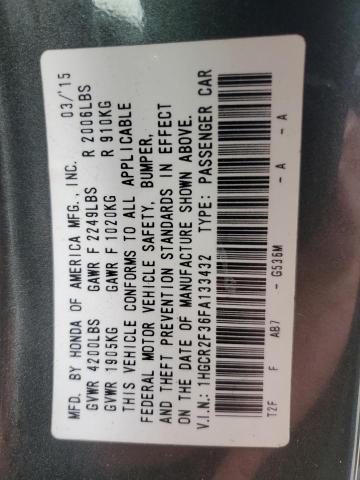 MFD. BY HONDA OF AMERICA MFG., INC. 03/'15
GVWR 4200LBS GAWR F 2249LBS R 2006LBS
GVWR 1905KG GAWR F 1020KG R 910KG
THIS VEHICLE CONFORMS TO ALL APPLICABLE
FEDERAL MOTOR VEHICLE SAFETY, BUMPER,
AND THEFT PREVENTION STANDARDS IN EFFECT
ON THE DATE OF MANUFACTURE SHOWN ABOVE.
V.I.N.: 1HGCR2F36FA133432 TYPE: PASSENGER CAR
T2F F AB7 - G536M - A - A